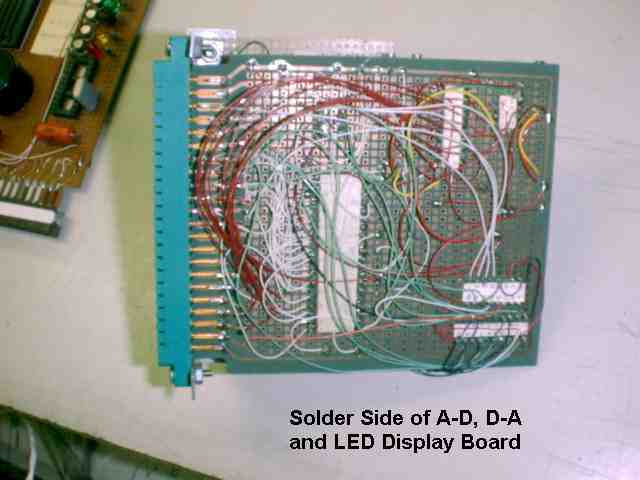 Solder Side of A-D, D-A
and LED Display Board